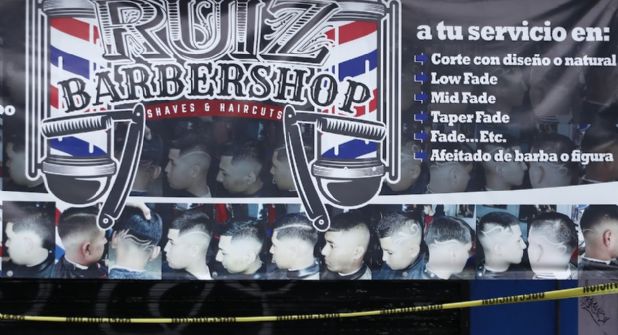 RUIZ
BARBERSHOP
SHAVES & HAIRCUTS
a tu servicio en:
Corte con diseño o natural
Low Fade
Mid Fade
Taper Fade
Fade...Etc.
Afeitado de barba o figura